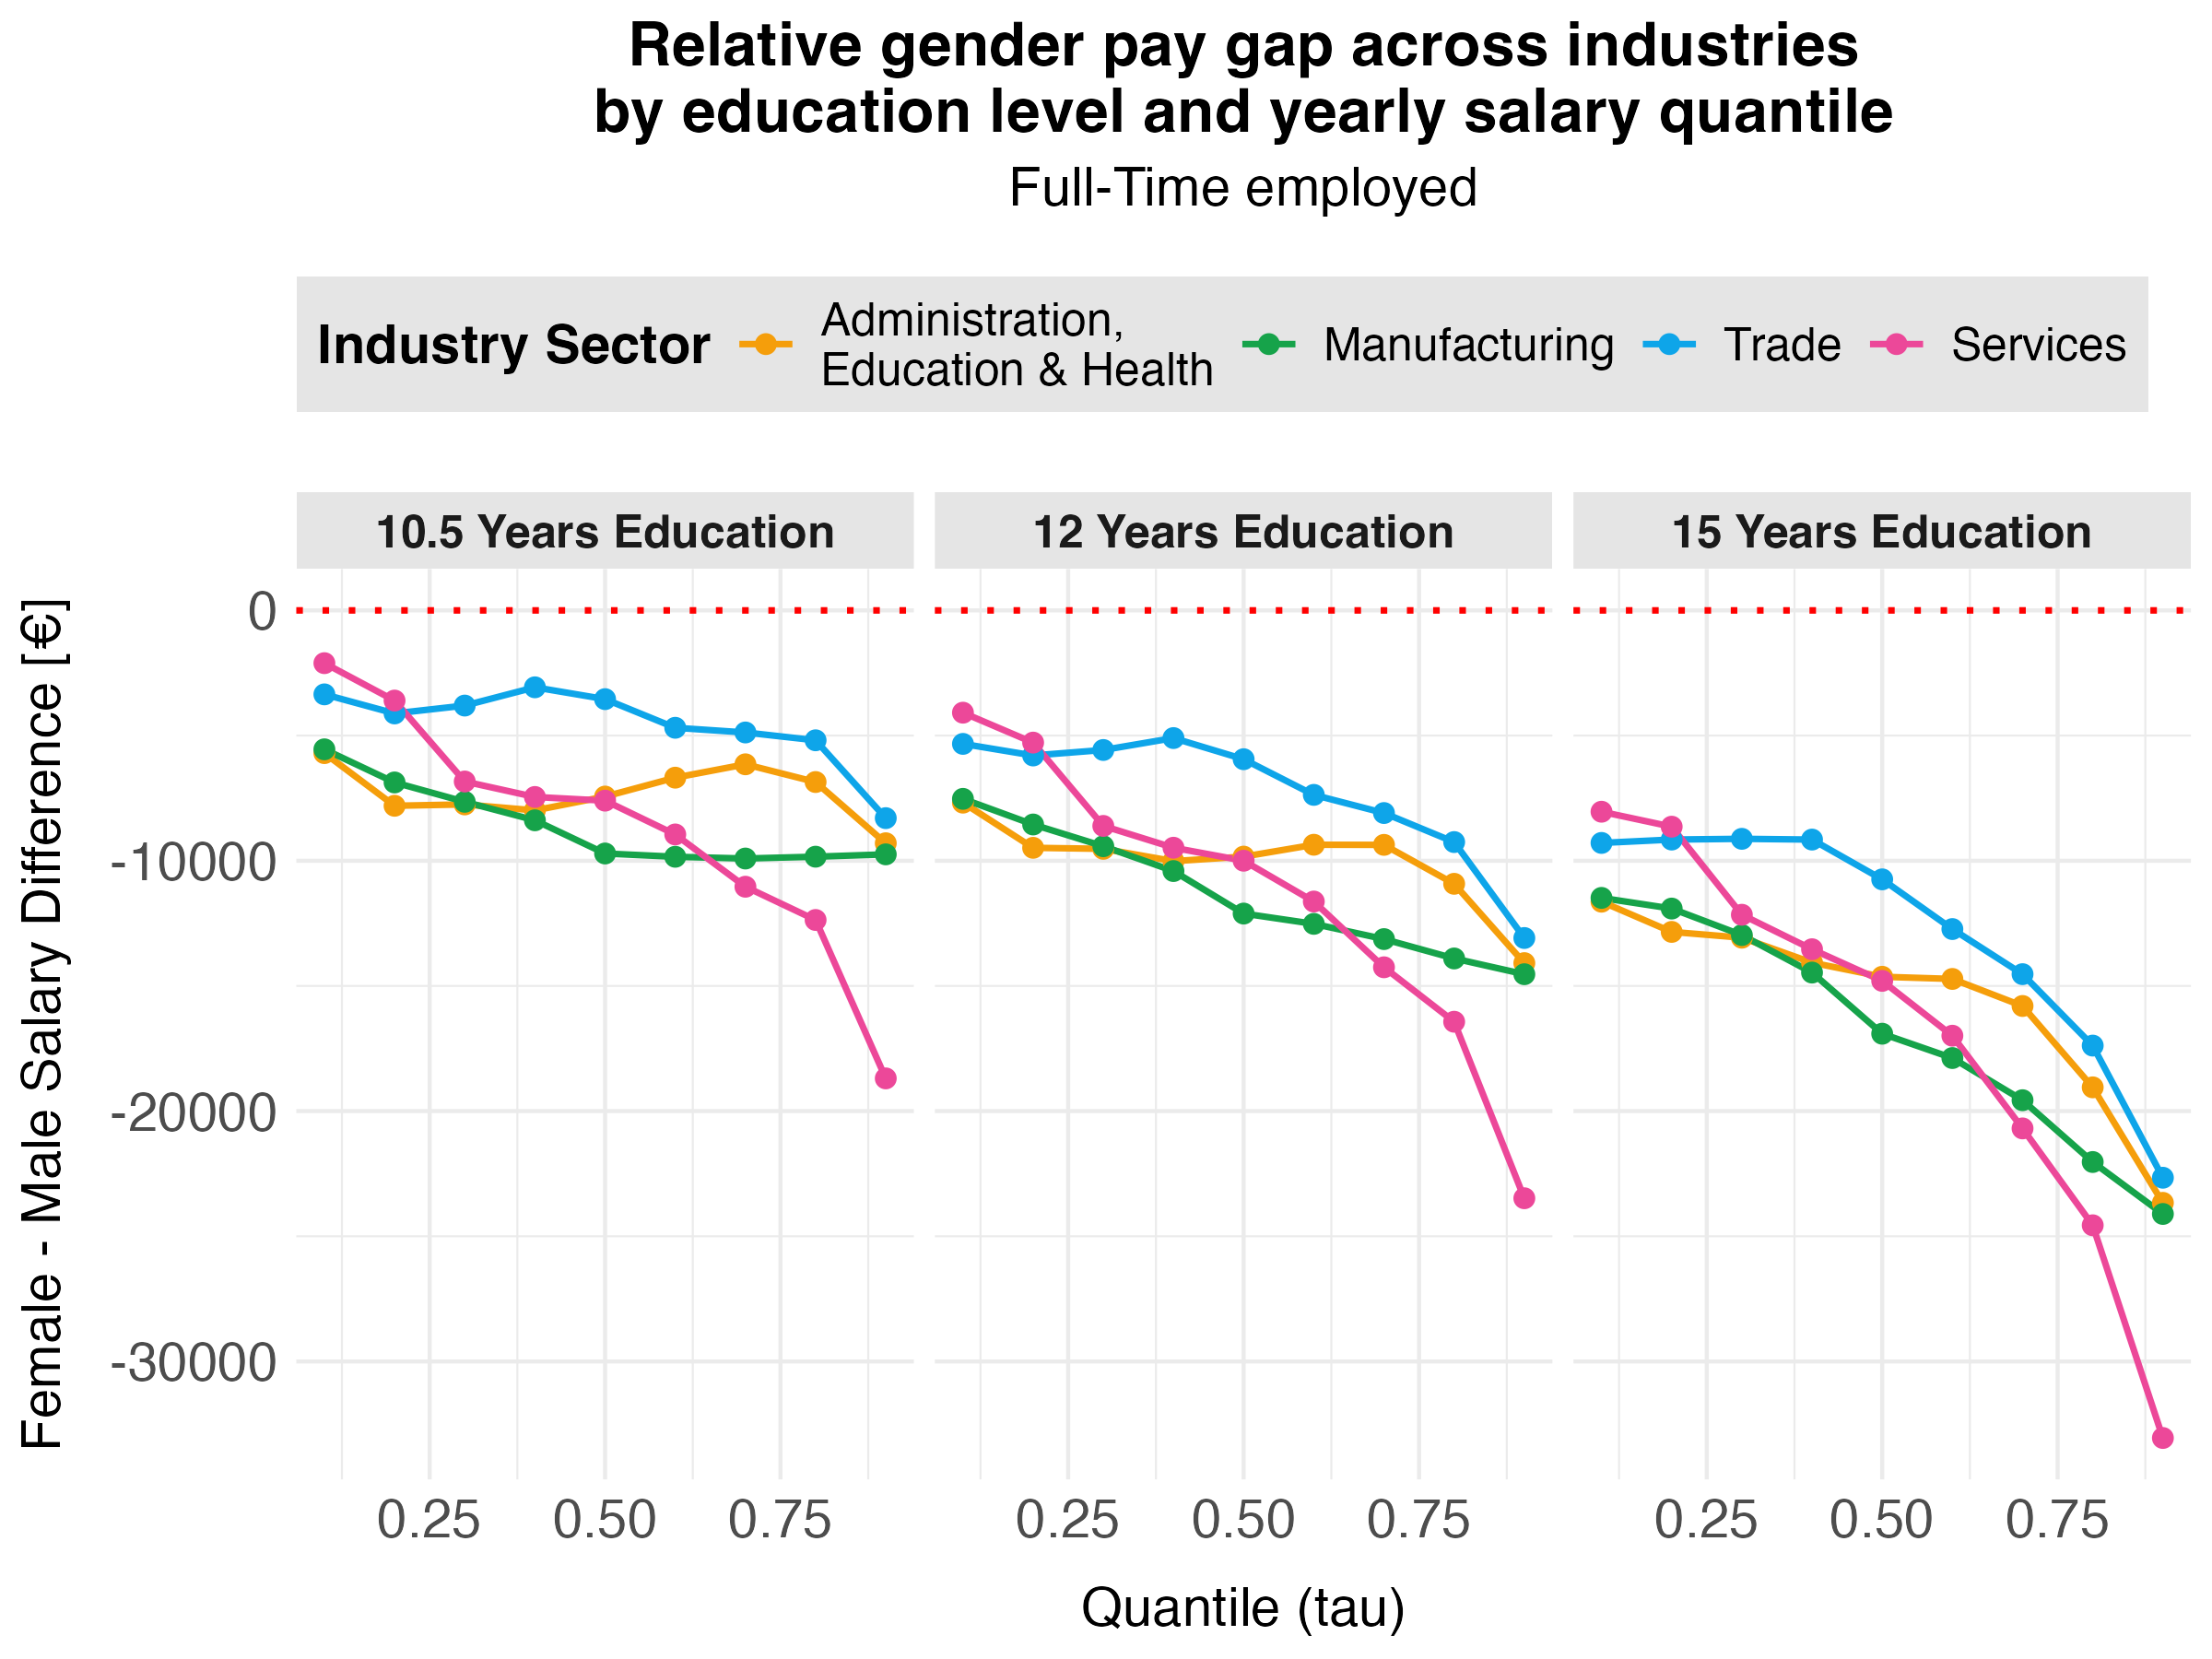 Relative gender pay gap across industries
by education level and yearly salary quantile
Full-Time employed
Industry Sector
Administration,
Education & Health
Manufacturing
Trade
Services
10.5 Years Education
12 Years Education
15 Years Education
Female - Male Salary Difference [€]
0
-10000
-20000
-30000
0.25 0.50 0.75
0.25 0.50 0.75
0.25 0.50 0.75
Quantile (tau)